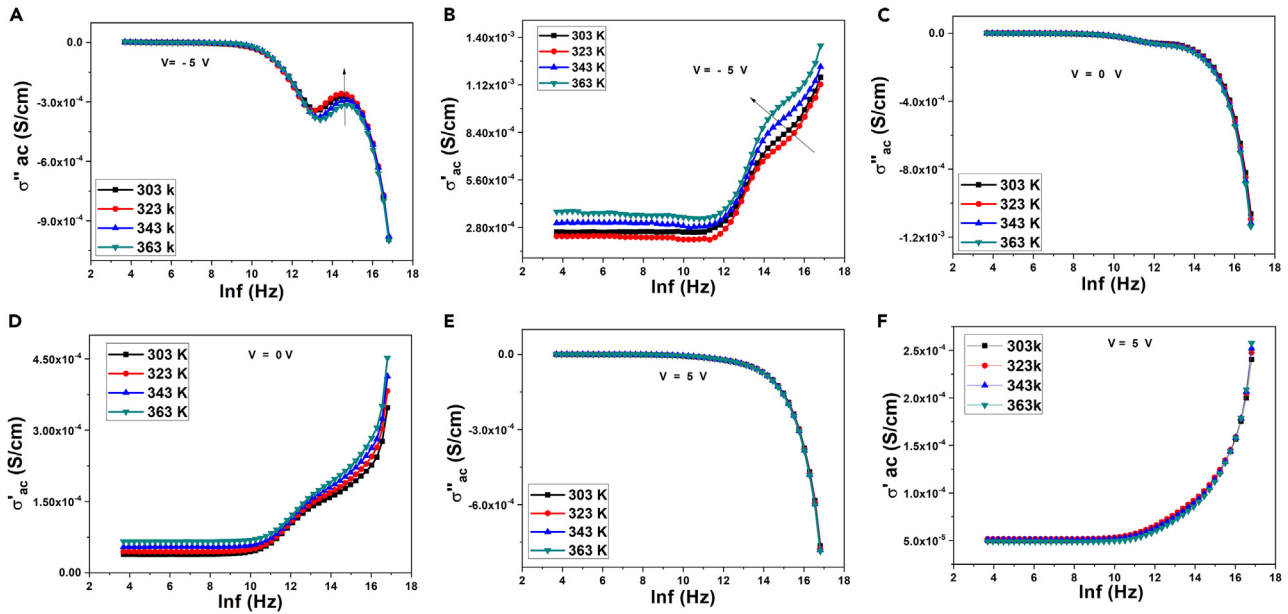 A
0.0
-3.0x10⁻⁴
-6.0x10⁻⁴
-9.0x10⁻⁴
σ" ac (S/cm)
V= - 5 V
303 k
323 k
343 k
363 k
2 4 6 8 10 12 14 16 18
lnf (Hz)
B
1.40x10⁻³
1.12x10⁻³
8.40x10⁻⁴
5.60x10⁻⁴
2.80x10⁻⁴
σ'ac (S/cm)
303 K
323 K
343 K
363 K
V = - 5 V
2 4 6 8 10 12 14 16 18
lnf (Hz)
C
0.0
-4.0x10⁻⁴
-8.0x10⁻⁴
-1.2x10⁻³
σ"ac (S/cm)
V = 0 V
303 K
323 K
343 K
363 K
2 4 6 8 10 12 14 16 18
lnf (Hz)
D
4.50x10⁻⁴
3.00x10⁻⁴
1.50x10⁻⁴
0.00
σ'ac (S/cm)
303 K
323 K
343 K
363 K
V = 0 V
2 4 6 8 10 12 14 16 18
lnf (Hz)
E
0.0
-3.0x10⁻⁴
-6.0x10⁻⁴
σ"ac (S/cm)
V = 5 V
303 K
323 K
343 K
363 K
2 4 6 8 10 12 14 16 18
lnf (Hz)
F
2.5x10⁻⁴
2.0x10⁻⁴
1.5x10⁻⁴
1.0x10⁻⁴
5.0x10⁻⁵
σ' ac (S/cm)
303k
323k
343k
363k
V = 5 V
2 4 6 8 10 12 14 16 18
lnf (Hz)